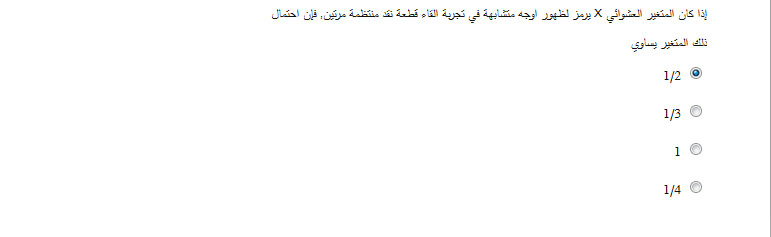 إذا كان المتغير العشوائي X يرمز لظهور اوجه متشابهة في تجربة القاء قطعة نقد منتظمة مرتين, فإن احتمال
ذلك المتغير يساوي
1/2
1/3
1
1/4